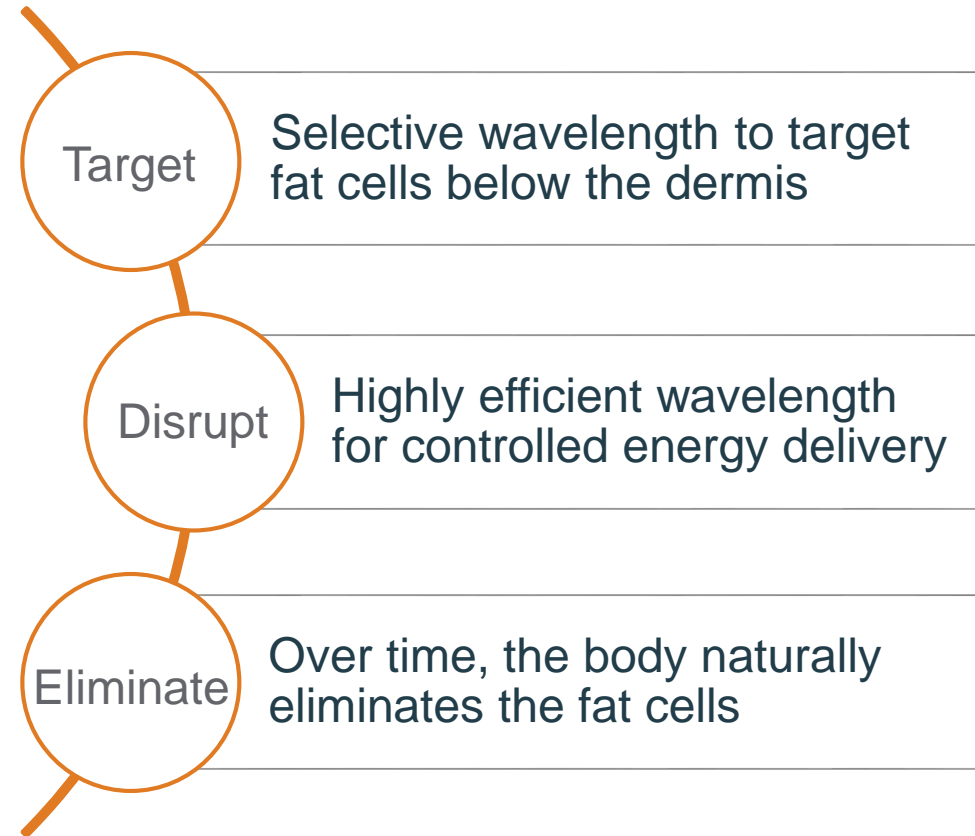 Target
Selective wavelength to target
fat cells below the dermis
Disrupt
Highly efficient wavelength
for controlled energy delivery
Eliminate
Over time, the body naturally
eliminates the fat cells